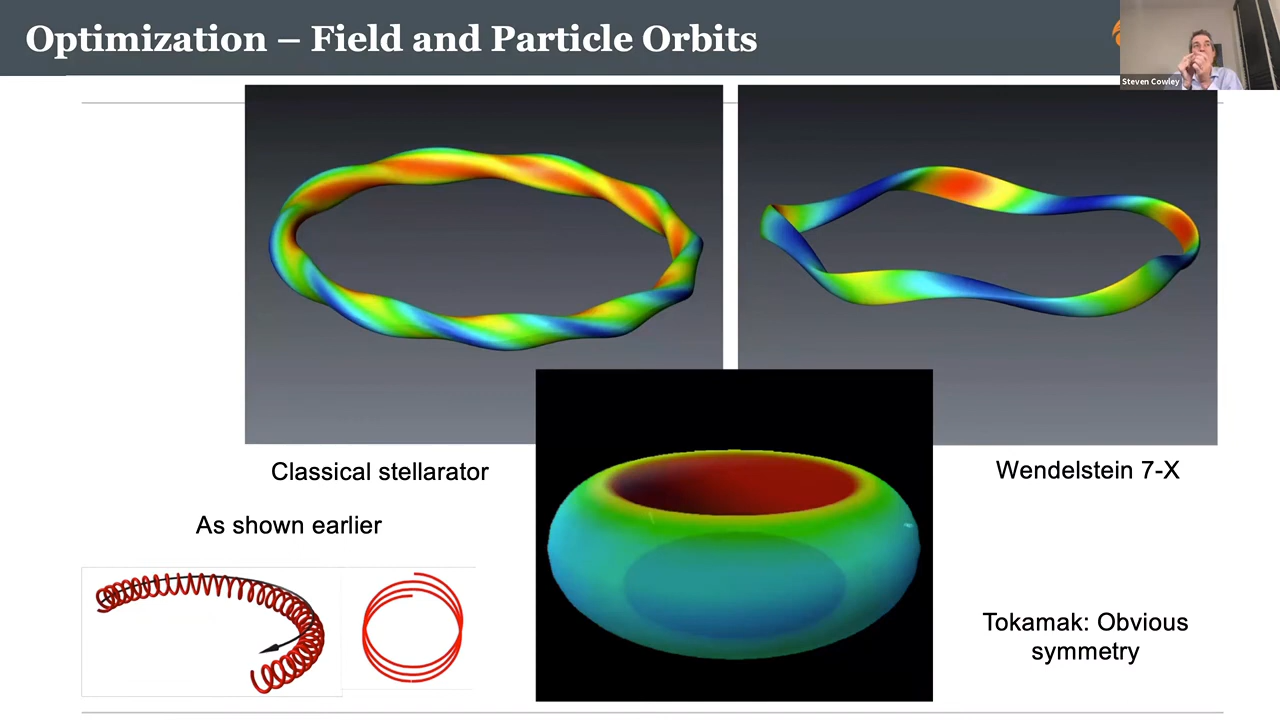 Optimization – Field and Particle Orbits
Steven Cowley
Classical stellarator
Wendelstein 7-X
As shown earlier
Tokamak: Obvious
symmetry